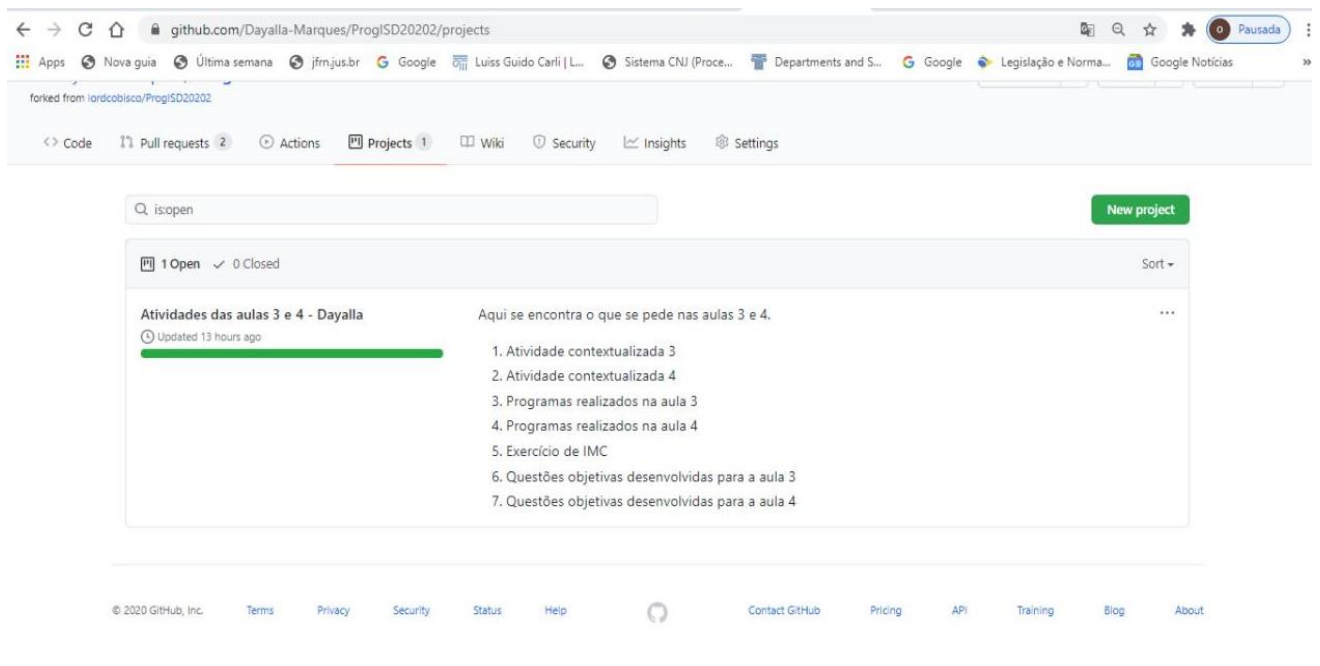 github.com/Dayalla-Marques/ProgISD20202/projects
Pausada
Apps Nova guia Última semana jfrn.jus.br Google Luiss Guido Carli | L... Sistema CNJ (Proce... Departments and S... Google Legislação e Norma... Google Notícias »
forked from lordcobisco/ProgISD20202
<> Code Pull requests 2 Actions Projects 1 Wiki Security Insights Settings
is:open
New project
1 Open 0 Closed
Sort
Atividades das aulas 3 e 4 - Dayalla
Updated 13 hours ago
Aqui se encontra o que se pede nas aulas 3 e 4.
1. Atividade contextualizada 3
2. Atividade contextualizada 4
3. Programas realizados na aula 3
4. Programas realizados na aula 4
5. Exercício de IMC
6. Questões objetivas desenvolvidas para a aula 3
7. Questões objetivas desenvolvidas para a aula 4
© 2020 GitHub, Inc. Terms Privacy Security Status Help Contact GitHub Pricing API Training Blog About